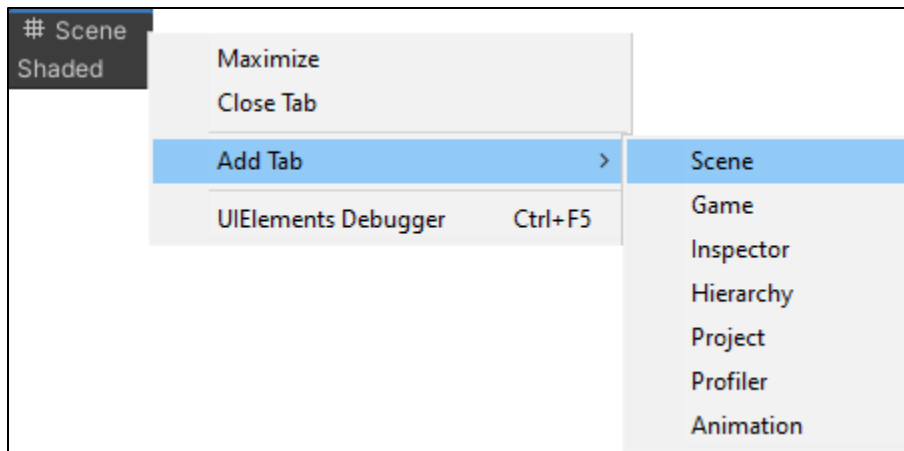 # Scene
Shaded
Maximize
Close Tab
Add Tab >
UIElements Debugger Ctrl+F5
Scene
Game
Inspector
Hierarchy
Project
Profiler
Animation